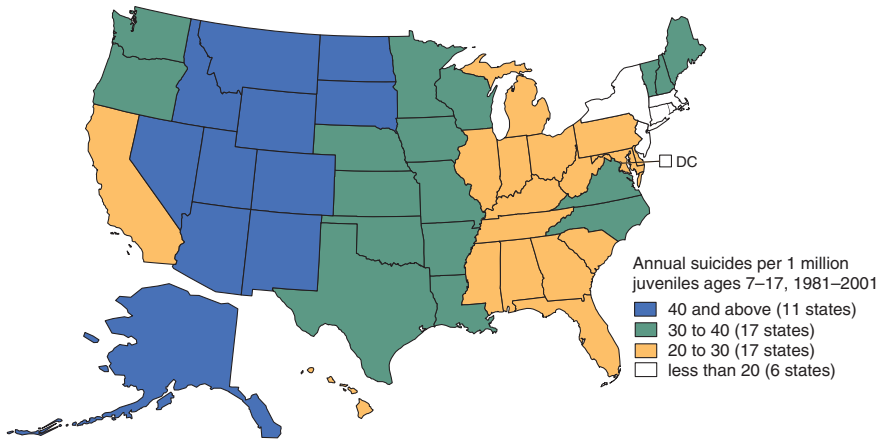 DC
Annual suicides per 1 million
juveniles ages 7–17, 1981–2001
40 and above (11 states)
30 to 40 (17 states)
20 to 30 (17 states)
less than 20 (6 states)